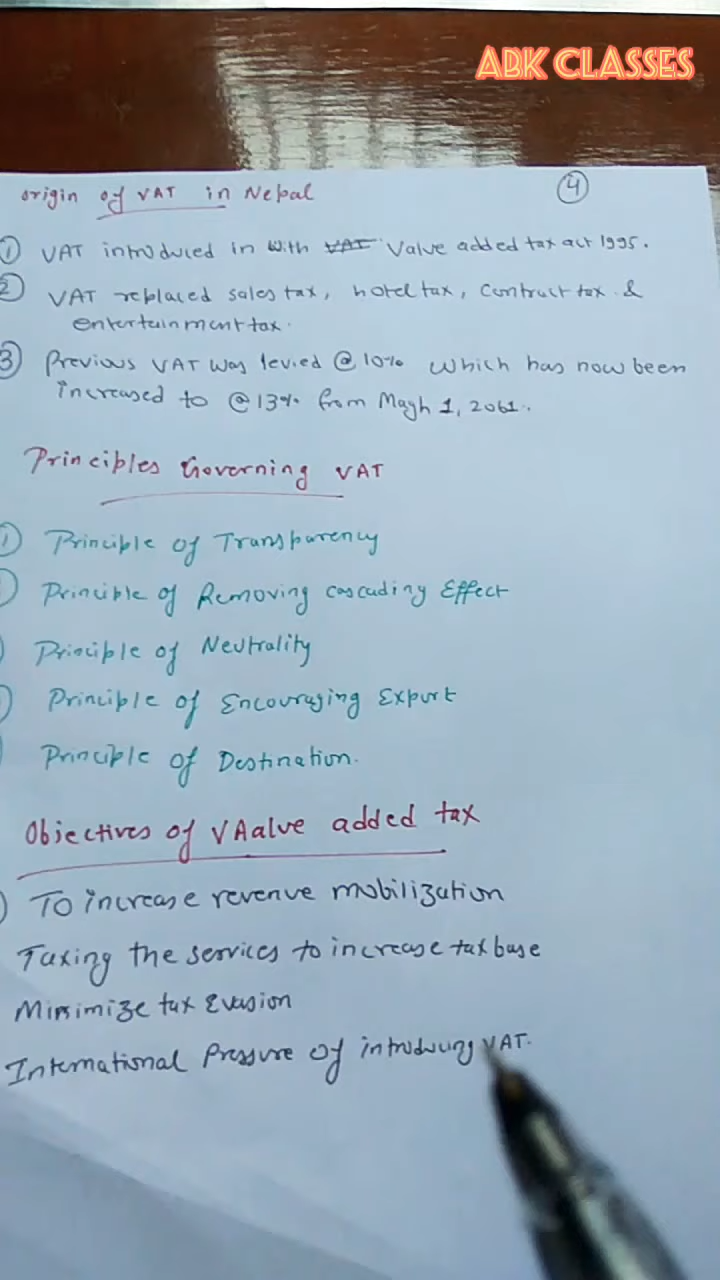 ABK CLASSES
Origin of VAT in Nepal
4
1 VAT introduced in with VAT Value added tax act 1995.
2 VAT replaced sales tax, hotel tax, Contract tax &
entertainment tax.
3 Previous VAT was levied @ 10% which has now been
increased to @ 13% from Magh 1, 2061.
Principles Governing VAT
1 Principle of Transparency
Principle of Removing cascading Effect
Principle of Neutrality
Principle of Encouraging Export
Principle of Destination.
Objectives of VAalve added tax
To increase revenue mobilization
Taxing the services to increase tax base
Minimize tax Evasion
International Pressure of introducing VAT.